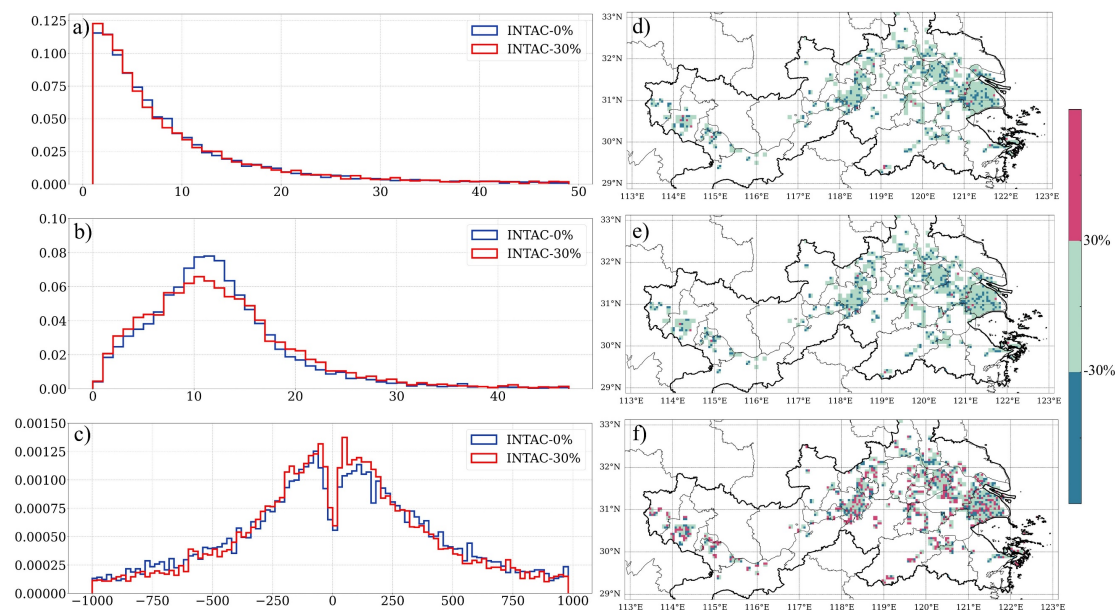 a)
0.125
0.100
0.075
0.050
0.025
0.000
INTAC-0%
INTAC-30%
10 20 30 40 50
b)
0.10
0.08
0.06
0.04
0.02
0.00
INTAC-0%
INTAC-30%
0 10 20 30 40
c)
0.00150
0.00125
0.00100
0.00075
0.00050
0.00025
0.00000
INTAC-0%
INTAC-30%
−1000 −750 −500 −250 0 250 500 750 1000
d)
33°N
32°N
31°N
30°N
29°N
113°E 114°E 115°E 116°E 117°E 118°E 119°E 120°E 121°E 122°E 123°E
e)
33°N
32°N
31°N
30°N
29°N
113°E 114°E 115°E 116°E 117°E 118°E 119°E 120°E 121°E 122°E 123°E
f)
33°N
32°N
31°N
30°N
29°N
113°E 114°E 115°E 116°E 117°E 118°E 119°E 120°E 121°E 122°E 123°E
30%
-30%